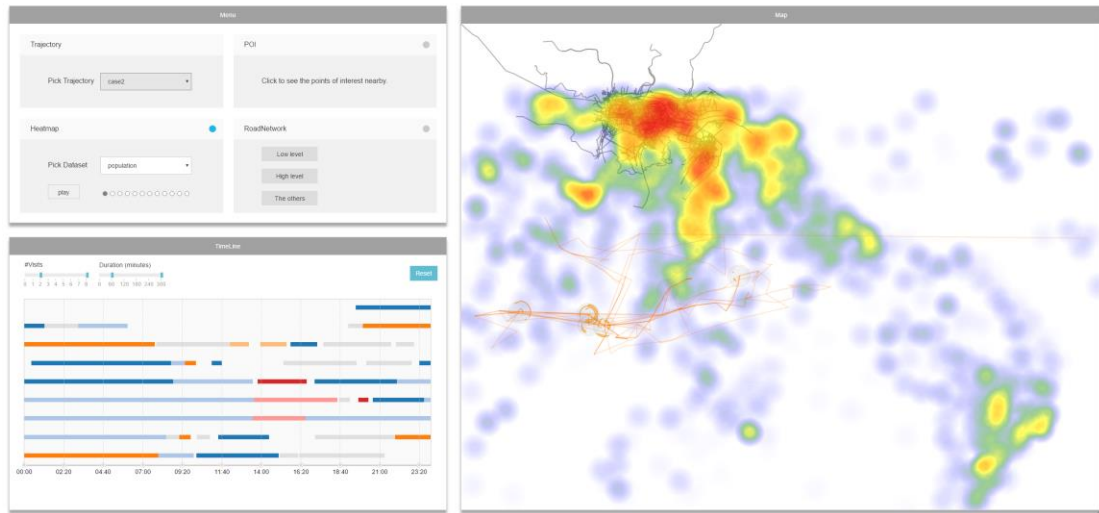 Menu
Trajectory
Pick Trajectory
case2
POI
Click to see the points of interest nearby.
Heatmap
Pick Dataset
population
play
RoadNetwork
Low level
High level
The others
TimeLine
#Visits
0 1 2 3 4 5 6 7 8
Duration (minutes)
0 60 120 180 240 300
Reset
00:00 02:20 04:40 07:00 09:20 11:40 14:00 16:20 18:40 21:00 23:20
Map